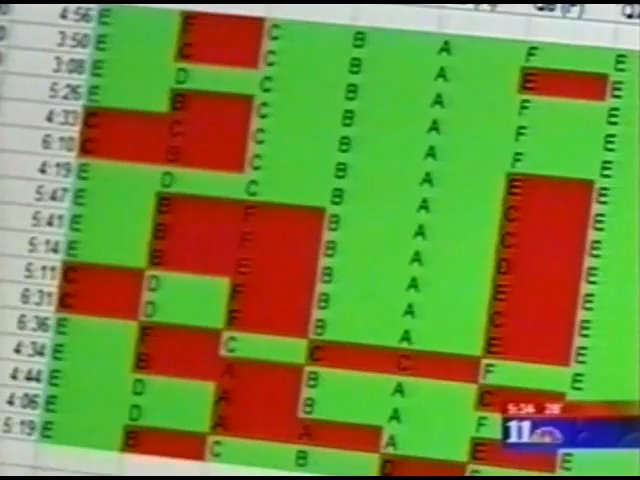 Q6 (F)
4:56 E F C B A F E
3:50 E C C B A E E
3:08 E D C B A F E
5:26 E B C B A F E
4:33 C C C B A F E
6:10 C B C B A E E
4:19 E D C B A C E
5:47 E B F B A C E
5:41 E B F B A D E
5:14 E B E B A E E
5:11 C D F B A C E
6:31 C D F B A E E
6:36 E F C C C F E
4:34 E B A B A C
4:44 E D A B A F
4:06 E D A A A E E
5:19 E B C B D
5:34 28°
11